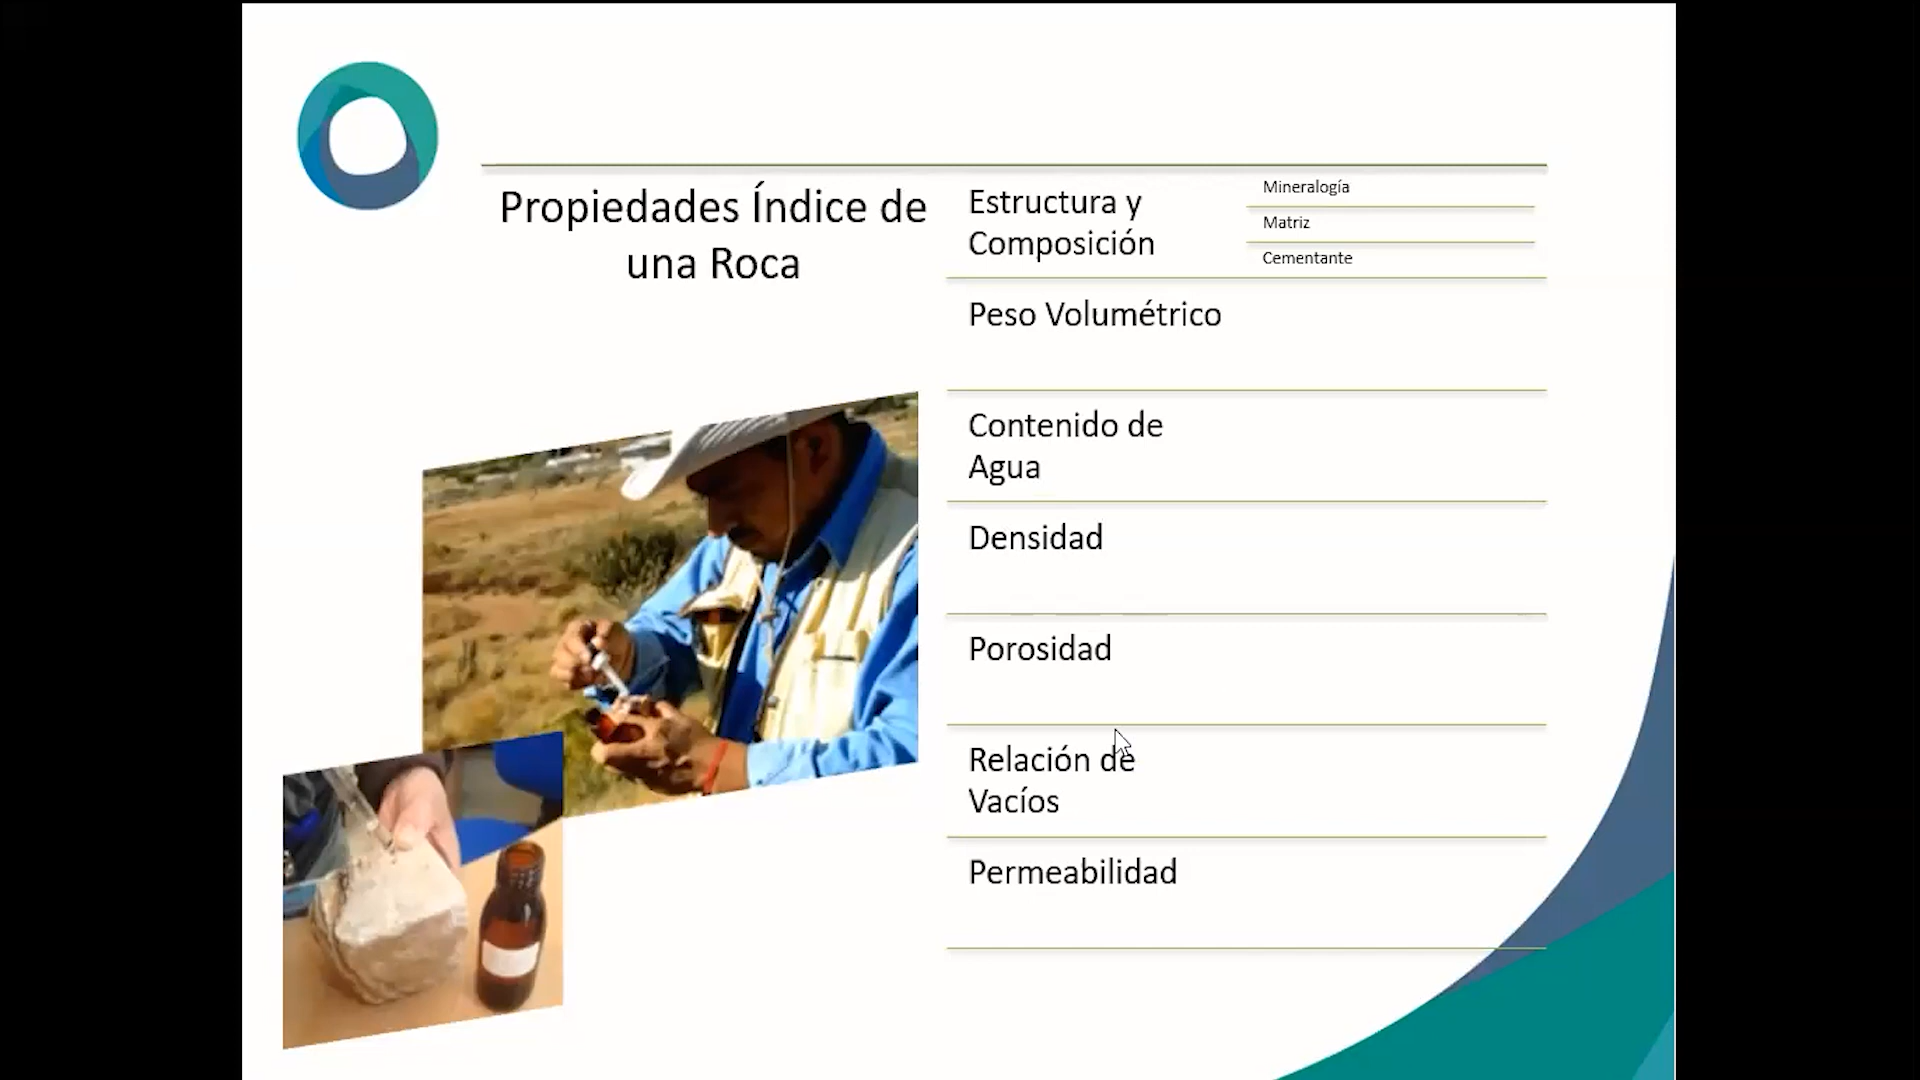 Propiedades Índice de
una Roca
Estructura y
Composición
Mineralogía
Matriz
Cementante
Peso Volumétrico
Contenido de
Agua
Densidad
Porosidad
Relación de
Vacíos
Permeabilidad